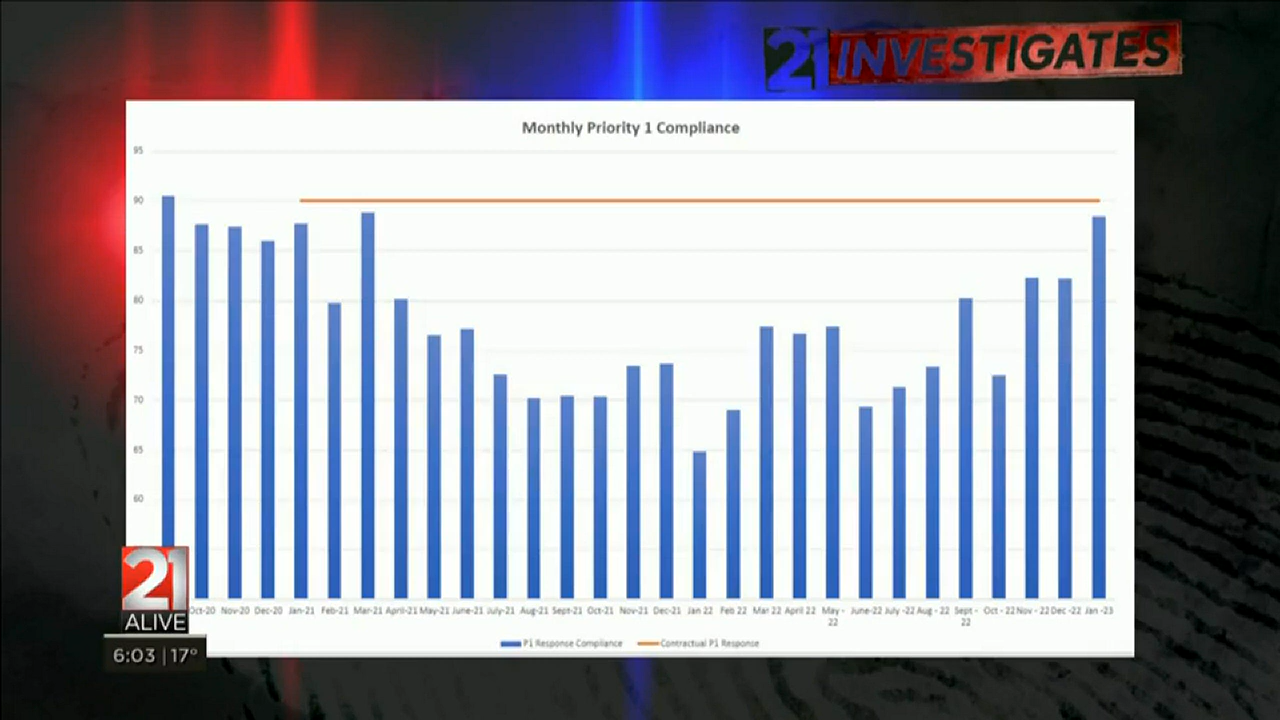 21 INVESTIGATES
Monthly Priority 1 Compliance
95
90
85
80
75
70
65
60
Oct-20 Nov-20 Dec-20 Jan-21 Feb-21 Mar-21 April-21 May-21 June-21 July-21 Aug-21 Sept-21 Oct-21 Nov-21 Dec-21 Jan 22 Feb 22 Mar 22 April 22 May - 22 June-22 July -22 Aug - 22 Sept - 22 Oct - 22 Nov - 22 Dec -22 Jan -23
P1 Response Compliance Contractual P1 Response
21
ALIVE
6:03 | 17°